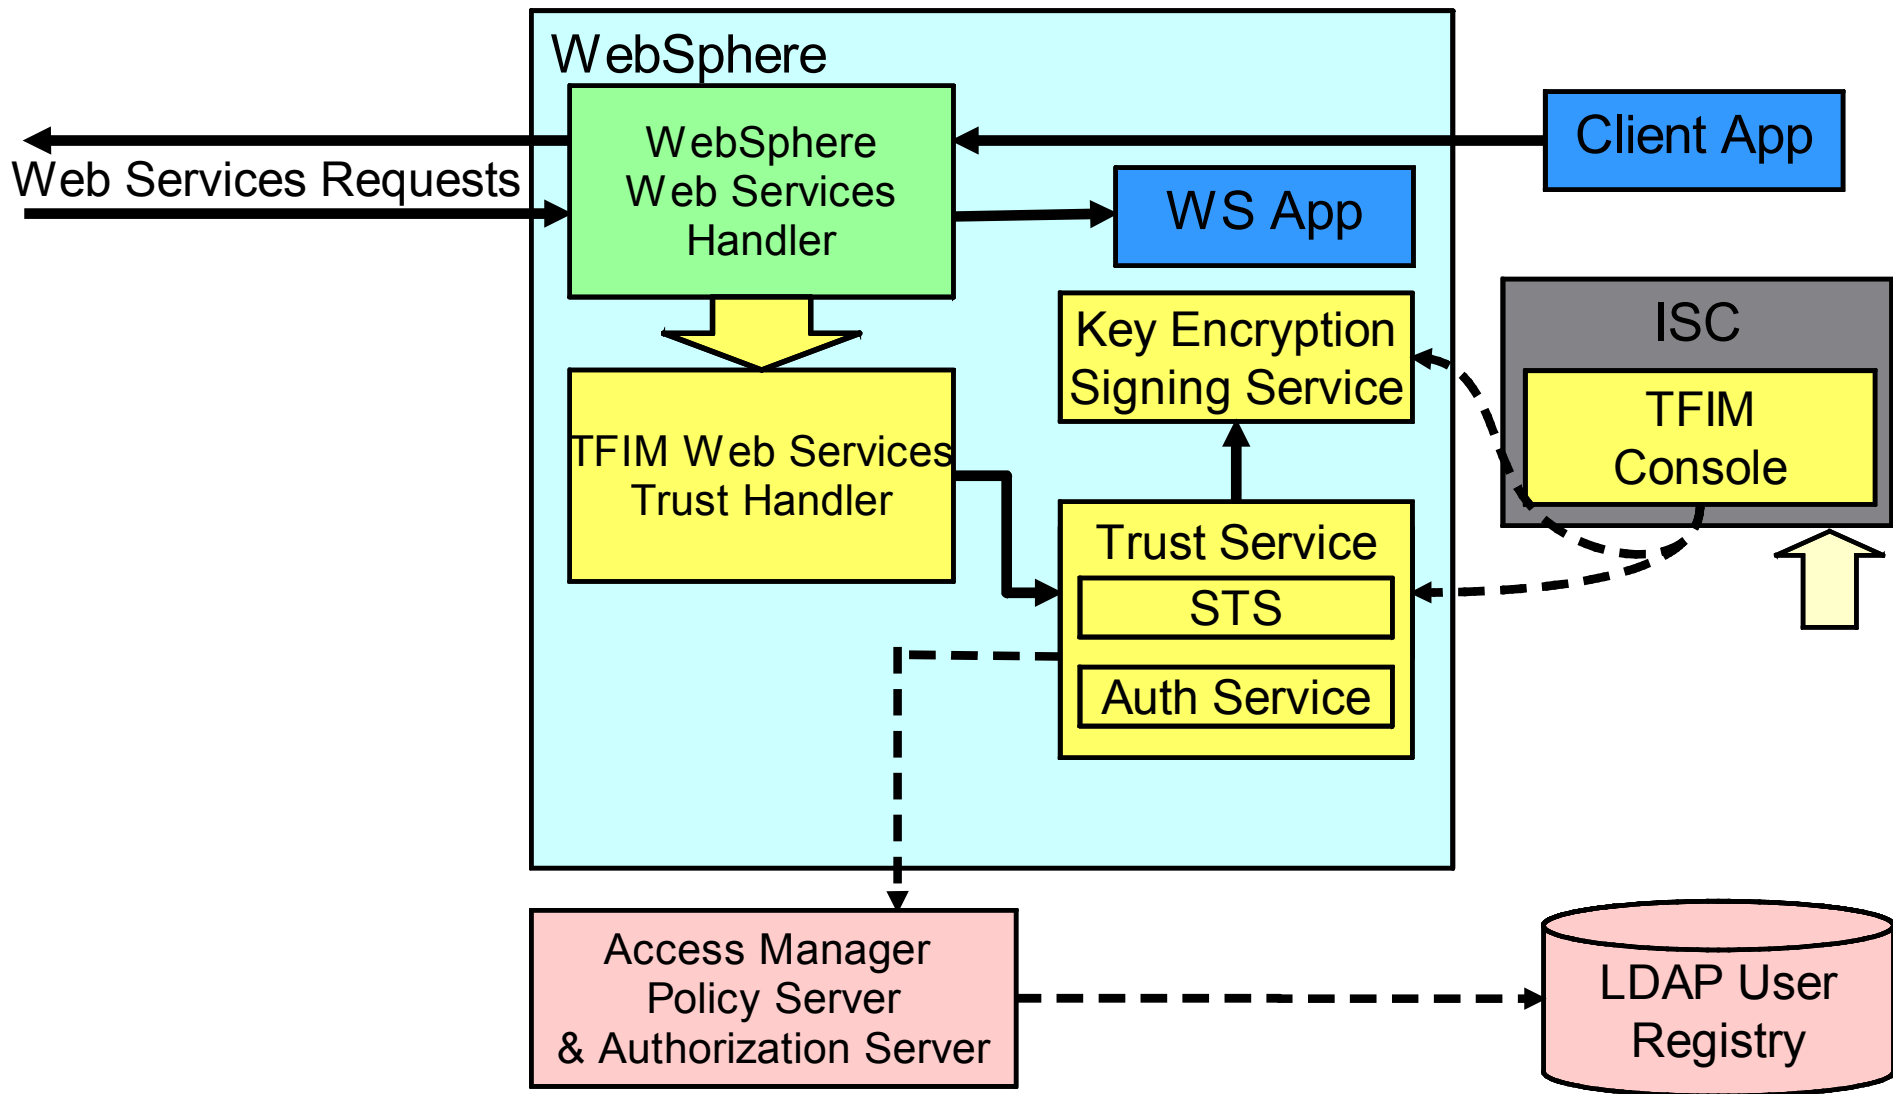 WebSphere
WebSphere
Web Services
Handler
Client App
Web Services Requests
WS App
Key Encryption
Signing Service
ISC
TFIM
Console
TFIM Web Services
Trust Handler
Trust Service
STS
Auth Service
Access Manager
Policy Server
& Authorization Server
LDAP User
Registry